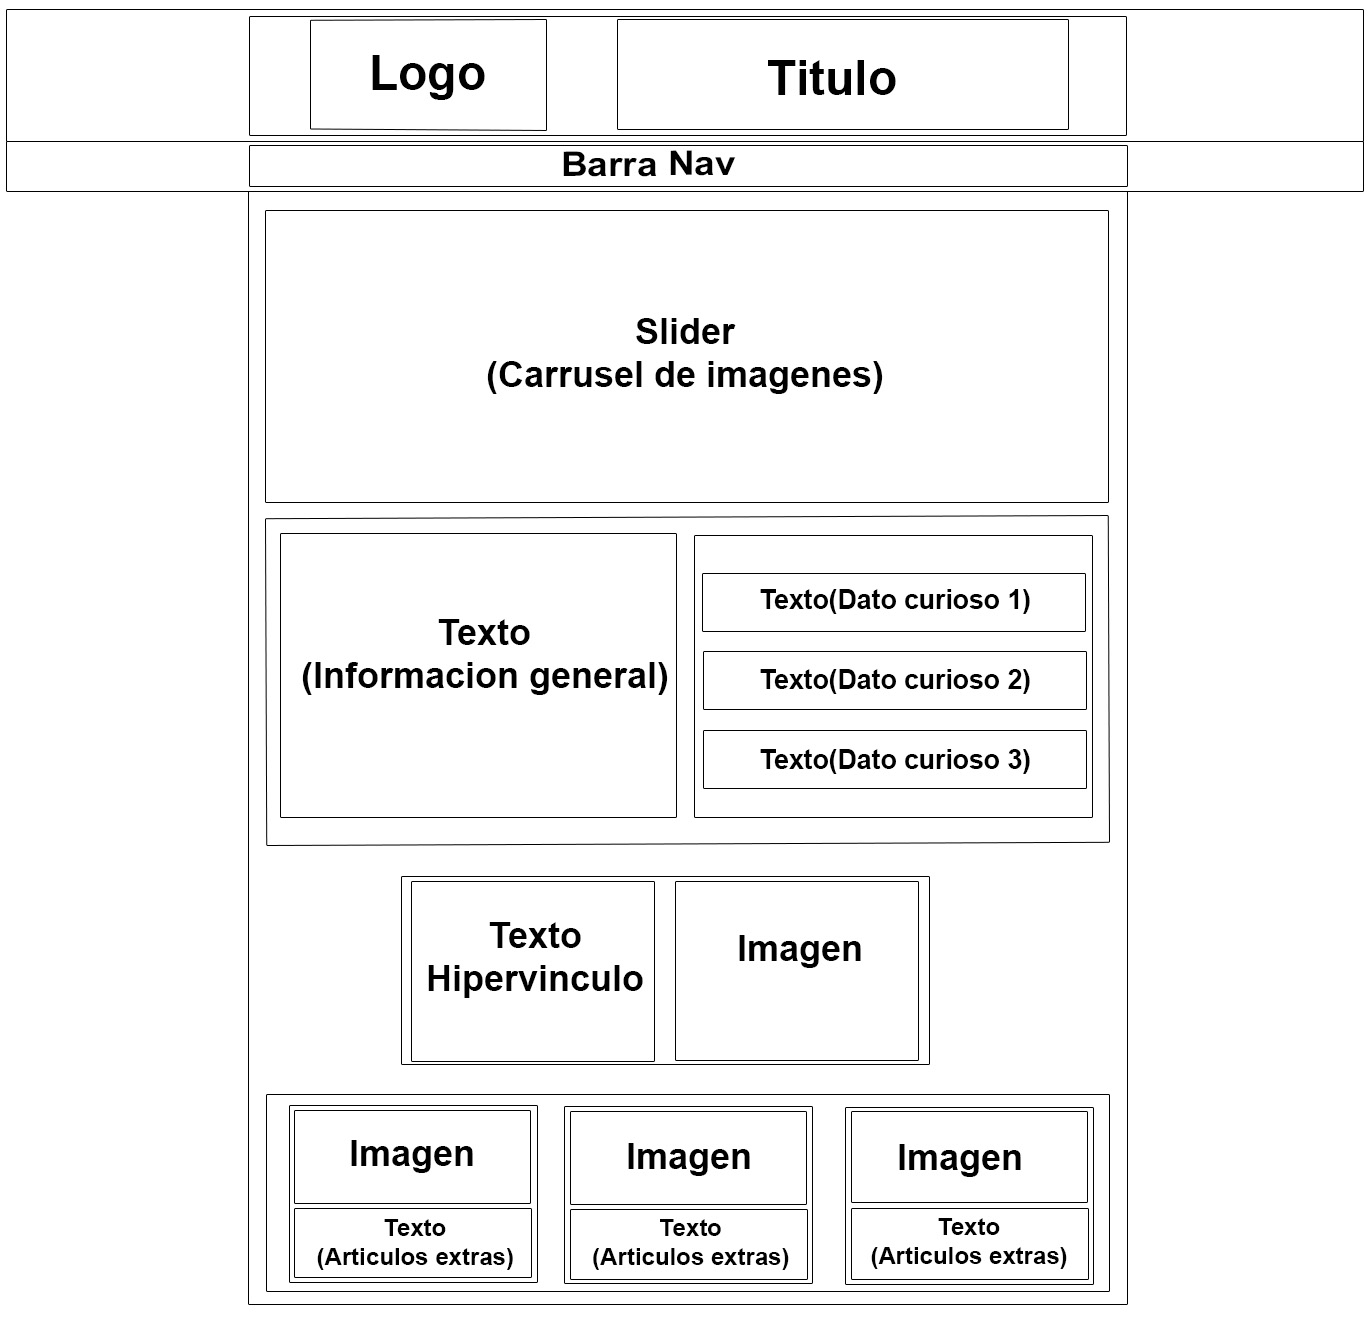 Logo
Titulo
Barra Nav
Slider
(Carrusel de imagenes)
Texto
(Informacion general)
Texto(Dato curioso 1)
Texto(Dato curioso 2)
Texto(Dato curioso 3)
Texto
Hipervinculo
Imagen
Imagen
Texto
(Articulos extras)
Imagen
Texto
(Articulos extras)
Imagen
Texto
(Articulos extras)